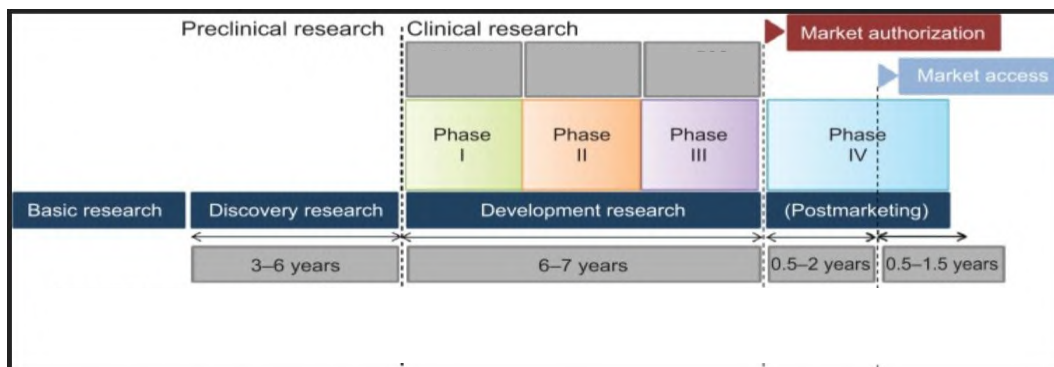 Preclinical research
Clinical research
Market authorization
Market access
Phase
I
Phase
II
Phase
III
Phase
IV
Basic research
Discovery research
Development research
(Postmarketing)
3–6 years
6–7 years
0.5–2 years
0.5–1.5 years